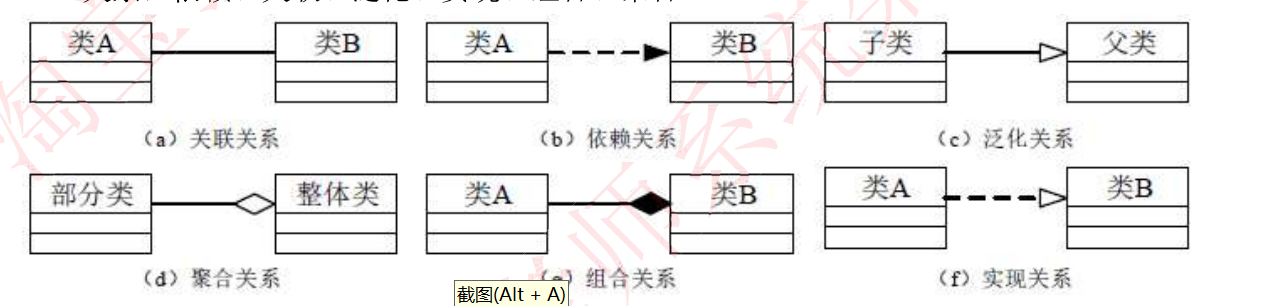 类A 类B 类A 类B 子类 父类
(a) 关联关系 (b) 依赖关系 (c) 泛化关系
部分类 整体类 类A 类B 类A 类B
(d) 聚合关系 组合关系 (f) 实现关系
截图(Alt + A)